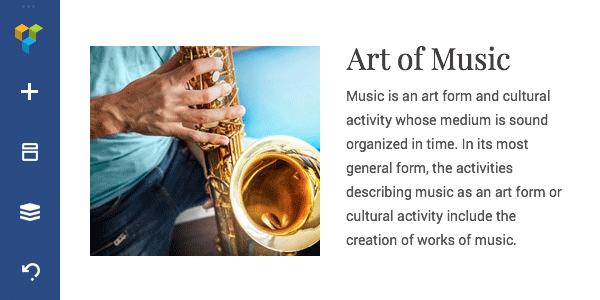 Art of Music
Music is an art form and cultural
activity whose medium is sound
organized in time. In its most
general form, the activities
describing music as an art form or
cultural activity include the
creation of works of music.